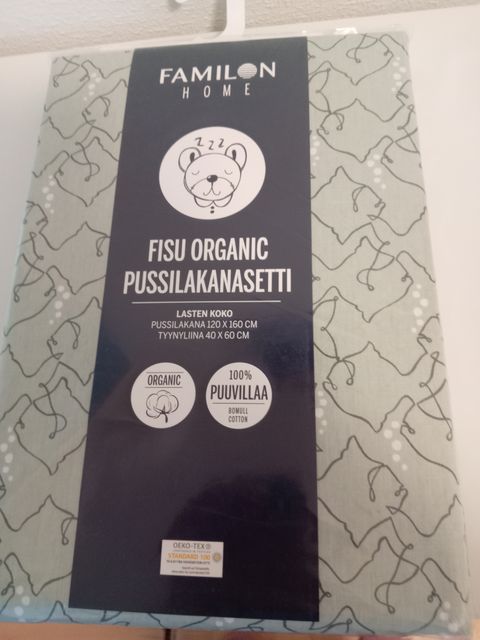 FAMILON
HOME
Z Z Z
FISU ORGANIC
PUSSILAKANASETTI
LASTEN KOKO
PUSSILAKANA 120 X 160 CM
TYYNYLIINA 40 X 60 CM
ORGANIC
100%
PUUVILLAA
BOMULL
COTTON
OEKO-TEX®
STANDARD 100